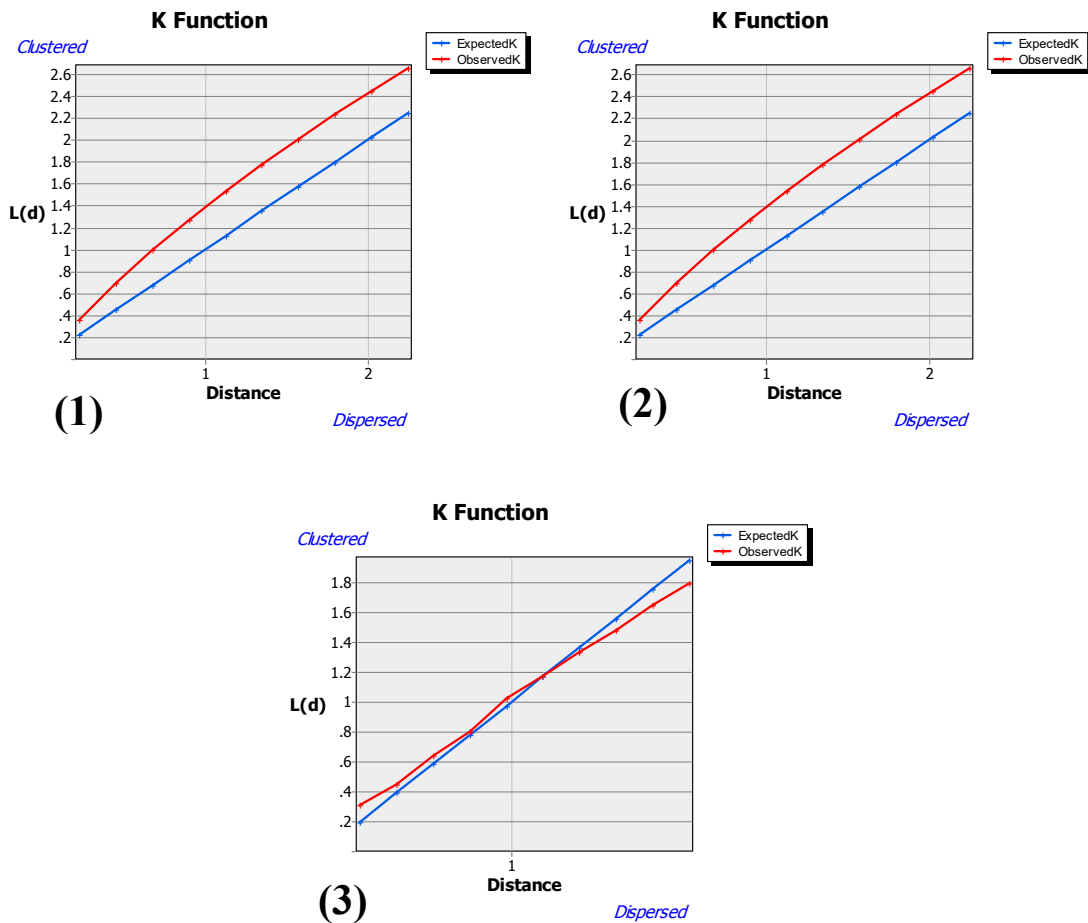 K Function
Clustered
ExpectedK
ObservedK
2.6
2.4
2.2
2
1.8
1.6
1.4
L(d)
1.2
1
.8
.6
.4
.2
1
2
Distance
(1)
Dispersed
K Function
Clustered
ExpectedK
ObservedK
2.6
2.4
2.2
2
1.8
1.6
1.4
L(d)
1.2
1
.8
.6
.4
.2
1
2
Distance
(2)
Dispersed
K Function
Clustered
ExpectedK
ObservedK
1.8
1.6
1.4
1.2
L(d)
1
.8
.6
.4
.2
1
Distance
(3)
Dispersed